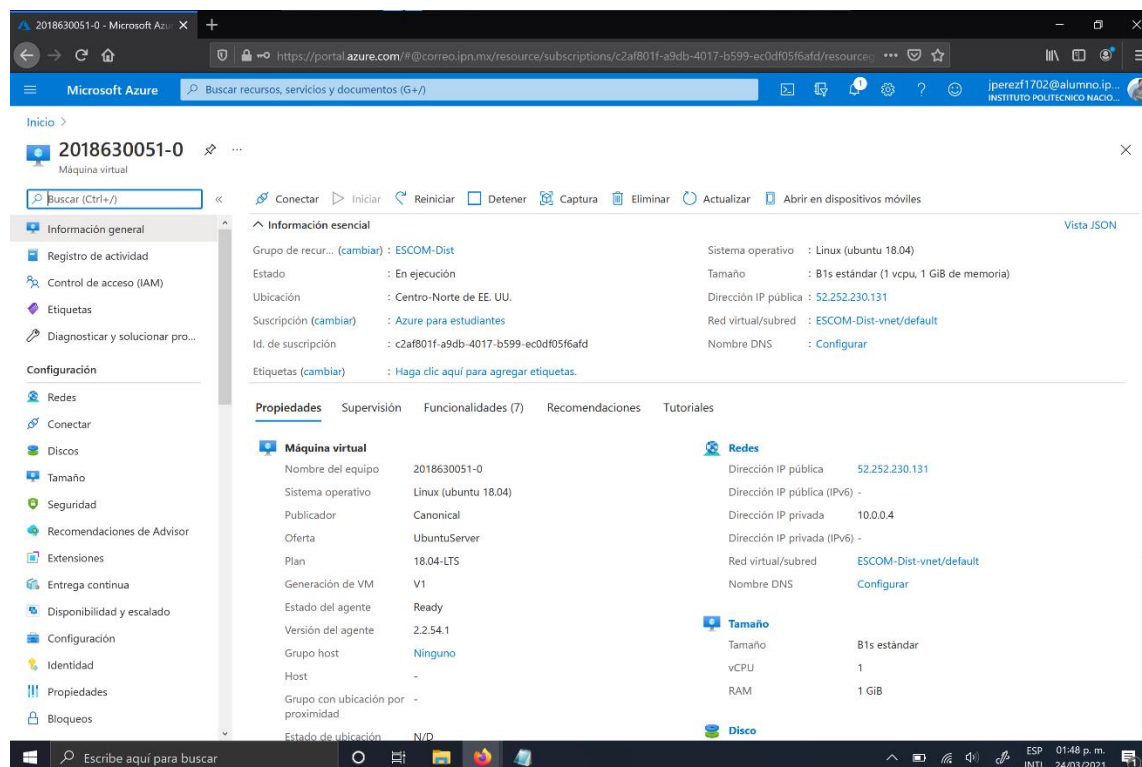 2018630051-0 - Microsoft Azu
https://portal.azure.com/#@correo.ipn.mx/resource/subscriptions/c2af801f-a9db-4017-b599-ec0df05f6afd/resourceg
Microsoft Azure
Buscar recursos, servicios y documentos (G+/)
1
jperezf1702@alumno.ip...
INSTITUTO POLITECNICO NACIO...
Inicio >
2018630051-0
Máquina virtual
Buscar (Ctrl+/)
Información general
Registro de actividad
Control de acceso (IAM)
Etiquetas
Diagnosticar y solucionar pro...
Configuración
Redes
Conectar
Discos
Tamaño
Seguridad
Recomendaciones de Advisor
Extensiones
Entrega continua
Disponibilidad y escalado
Configuración
Identidad
Propiedades
Bloqueos
Conectar Iniciar Reiniciar Detener Captura Eliminar Actualizar Abrir en dispositivos móviles
Información esencial
Vista JSON
Grupo de recur... (cambiar) : ESCOM-Dist
Estado : En ejecución
Ubicación : Centro-Norte de EE. UU.
Suscripción (cambiar) : Azure para estudiantes
Id. de suscripción : c2af801f-a9db-4017-b599-ec0df05f6afd
Etiquetas (cambiar) : Haga clic aquí para agregar etiquetas.
Sistema operativo : Linux (ubuntu 18.04)
Tamaño : B1s estándar (1 vcpu, 1 GiB de memoria)
Dirección IP pública : 52.252.230.131
Red virtual/subred : ESCOM-Dist-vnet/default
Nombre DNS : Configurar
Propiedades Supervisión Funcionalidades (7) Recomendaciones Tutoriales
Máquina virtual
Nombre del equipo 2018630051-0
Sistema operativo Linux (ubuntu 18.04)
Publicador Canonical
Oferta UbuntuServer
Plan 18.04-LTS
Generación de VM V1
Estado del agente Ready
Versión del agente 2.2.54.1
Grupo host Ninguno
Host -
Grupo con ubicación por -
proximidad
Estado de ubicación N/D
Redes
Dirección IP pública 52.252.230.131
Dirección IP pública (IPv6) -
Dirección IP privada 10.0.0.4
Dirección IP privada (IPv6) -
Red virtual/subred ESCOM-Dist-vnet/default
Nombre DNS Configurar
Tamaño
Tamaño B1s estándar
vCPU 1
RAM 1 GiB
Disco
Escribe aquí para buscar
ESP
INTL
01:48 p. m.
24/03/2021